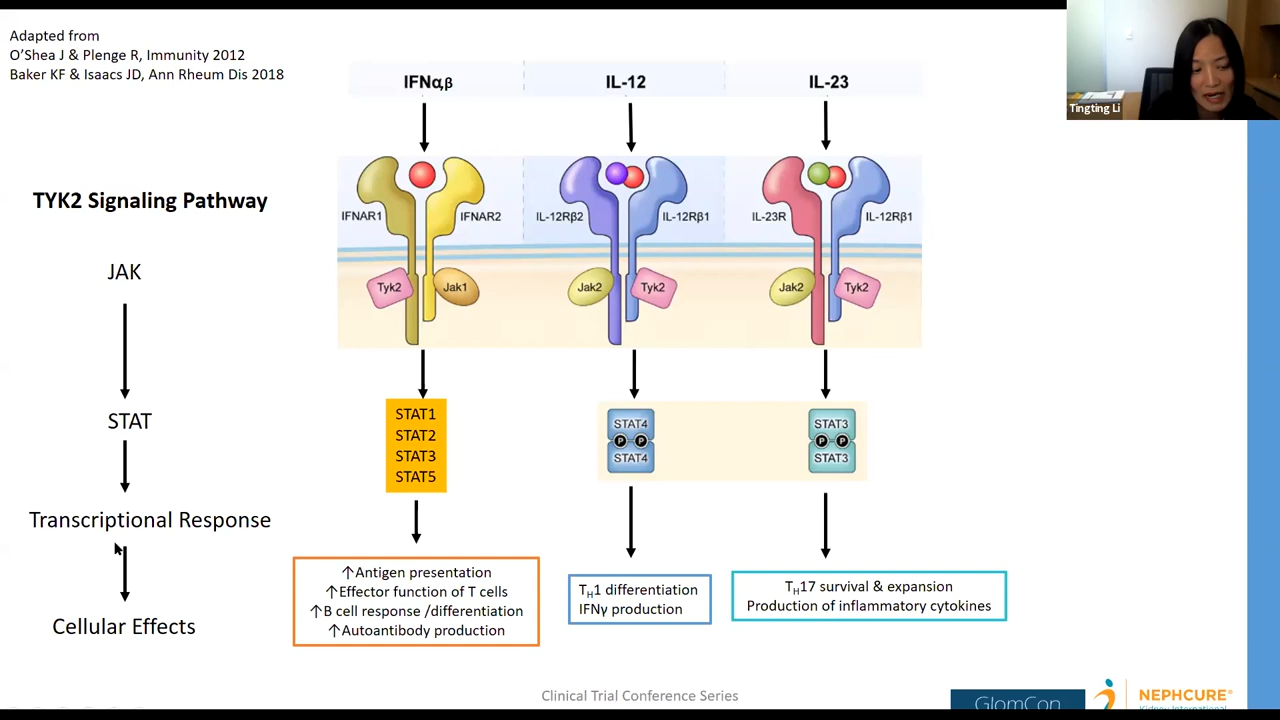 Adapted from
O'Shea J & Plenge R, Immunity 2012
Baker KF & Isaacs JD, Ann Rheum Dis 2018
Tingting Li
IFNα,β
IL-12
IL-23
TYK2 Signaling Pathway
IFNAR1
IFNAR2
IL-12Rβ2
IL-12Rβ1
IL-23R
IL-12Rβ1
JAK
Tyk2
Jak1
Jak2
Tyk2
Jak2
Tyk2
STAT
STAT1
STAT2
STAT3
STAT5
STAT4
P P
STAT4
STAT3
P P
STAT3
Transcriptional Response
Cellular Effects
↑Antigen presentation
↑Effector function of T cells
↑B cell response /differentiation
↑Autoantibody production
TH1 differentiation
IFNγ production
TH17 survival & expansion
Production of inflammatory cytokines
Clinical Trial Conference Series
GlomCon
NEPHCURE®
Kidney International